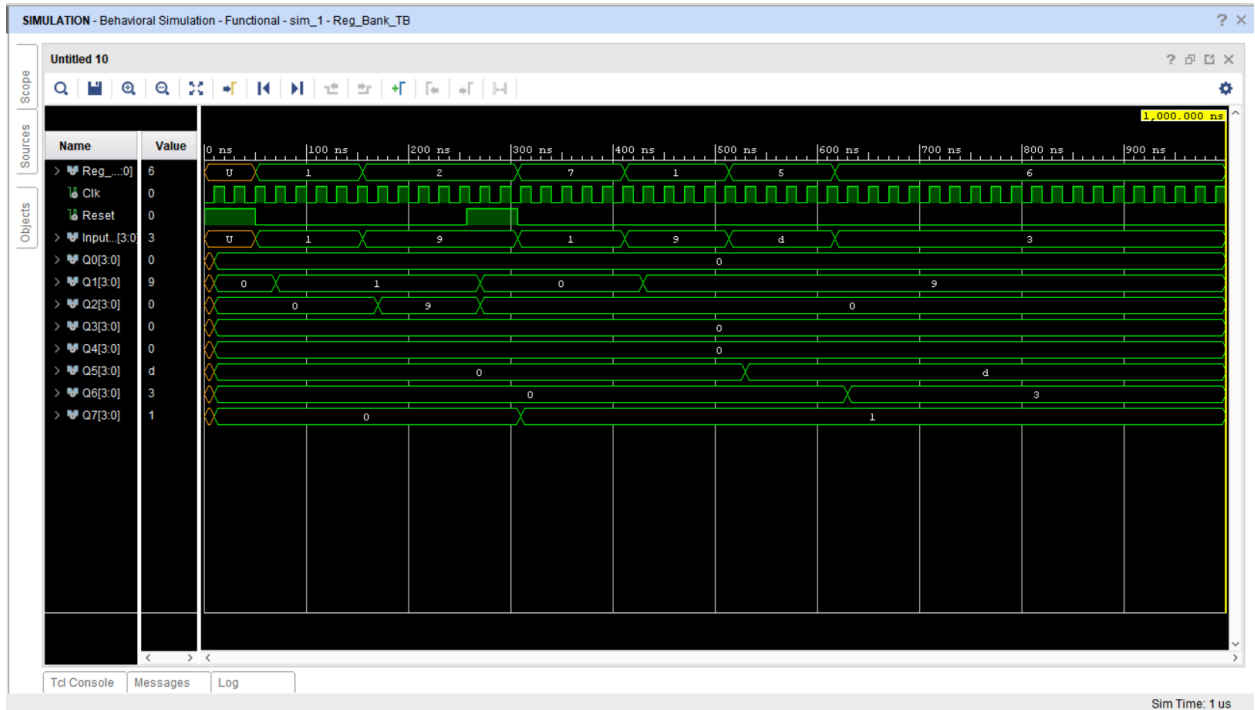 SIMULATION - Behavioral Simulation - Functional - sim_1 - Reg_Bank_TB ? ×
Untitled 10
Scope
Sources
Objects
1,000.000 ns
Name Value
0 ns 100 ns 200 ns 300 ns 400 ns 500 ns 600 ns 700 ns 800 ns 900 ns
Reg_...:0] 6 U 1 2 7 1 5 6
Clk 0
Reset 0
Input...[3:0 3 U 1 9 1 9 d 3
Q0[3:0] 0 0
Q1[3:0] 9 0 1 0 9
Q2[3:0] 0 0 9 0
Q3[3:0] 0 0
Q4[3:0] 0 0
Q5[3:0] d 0 d
Q6[3:0] 3 0 3
Q7[3:0] 1 0 1
Tcl Console Messages Log
Sim Time: 1 us